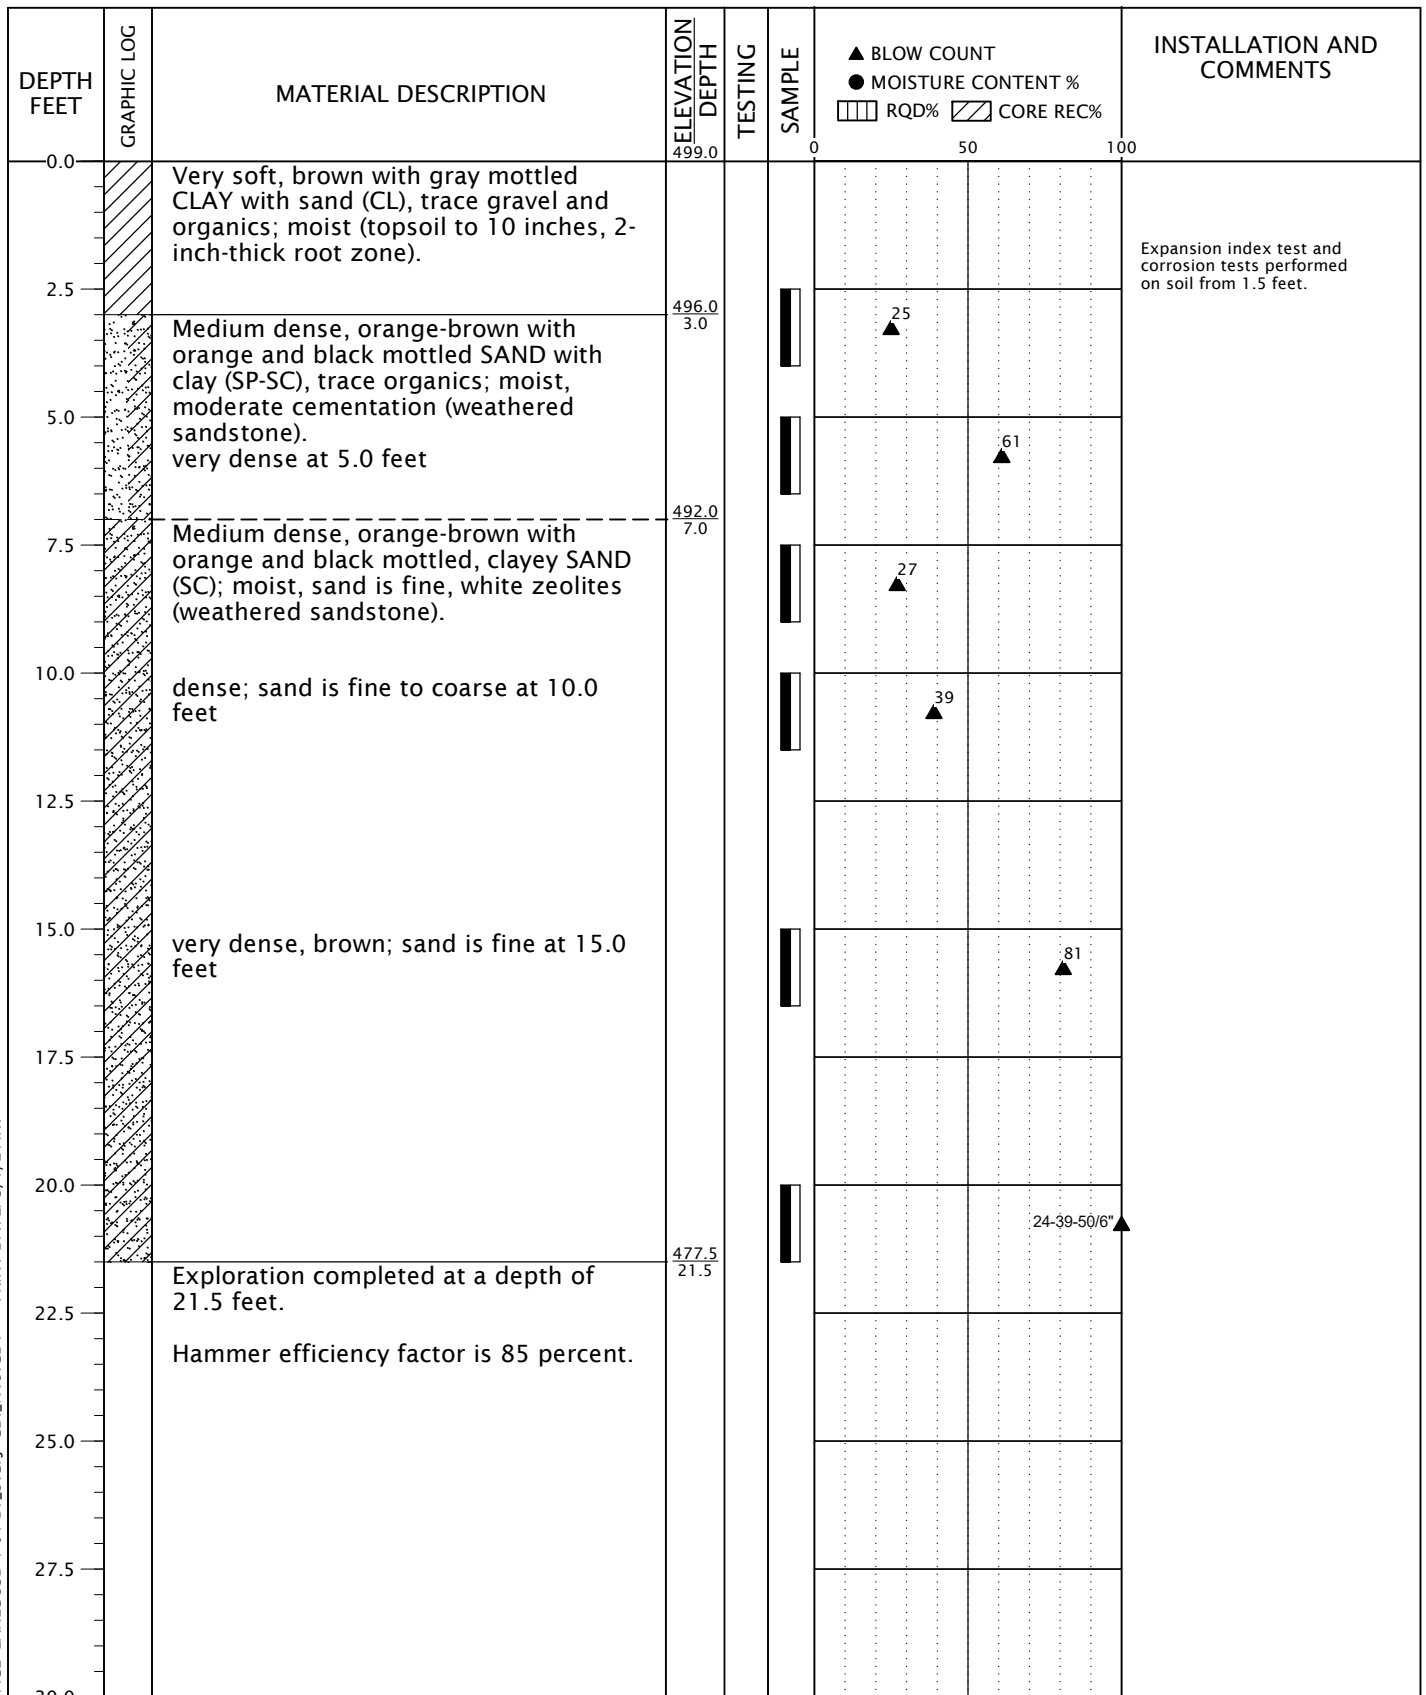 DEPTH
FEET
GRAPHIC LOG
MATERIAL DESCRIPTION
ELEVATION
DEPTH
TESTING
SAMPLE
▲ BLOW COUNT
● MOISTURE CONTENT %
RQD% CORE REC%
INSTALLATION AND
COMMENTS
0 50 100
0.0
499.0
Very soft, brown with gray mottled
CLAY with sand (CL), trace gravel and
organics; moist (topsoil to 10 inches, 2-
inch-thick root zone).
Expansion index test and
corrosion tests performed
on soil from 1.5 feet.
2.5
496.0
3.0
25
Medium dense, orange-brown with
orange and black mottled SAND with
clay (SP-SC), trace organics; moist,
moderate cementation (weathered
sandstone).
5.0
very dense at 5.0 feet
61
492.0
7.0
Medium dense, orange-brown with
orange and black mottled, clayey SAND
(SC); moist, sand is fine, white zeolites
(weathered sandstone).
7.5
27
10.0
dense; sand is fine to coarse at 10.0
feet
39
12.5
15.0
very dense, brown; sand is fine at 15.0
feet
81
17.5
20.0
24-39-50/6"
477.5
21.5
Exploration completed at a depth of
21.5 feet.
22.5
Hammer efficiency factor is 85 percent.
25.0
27.5